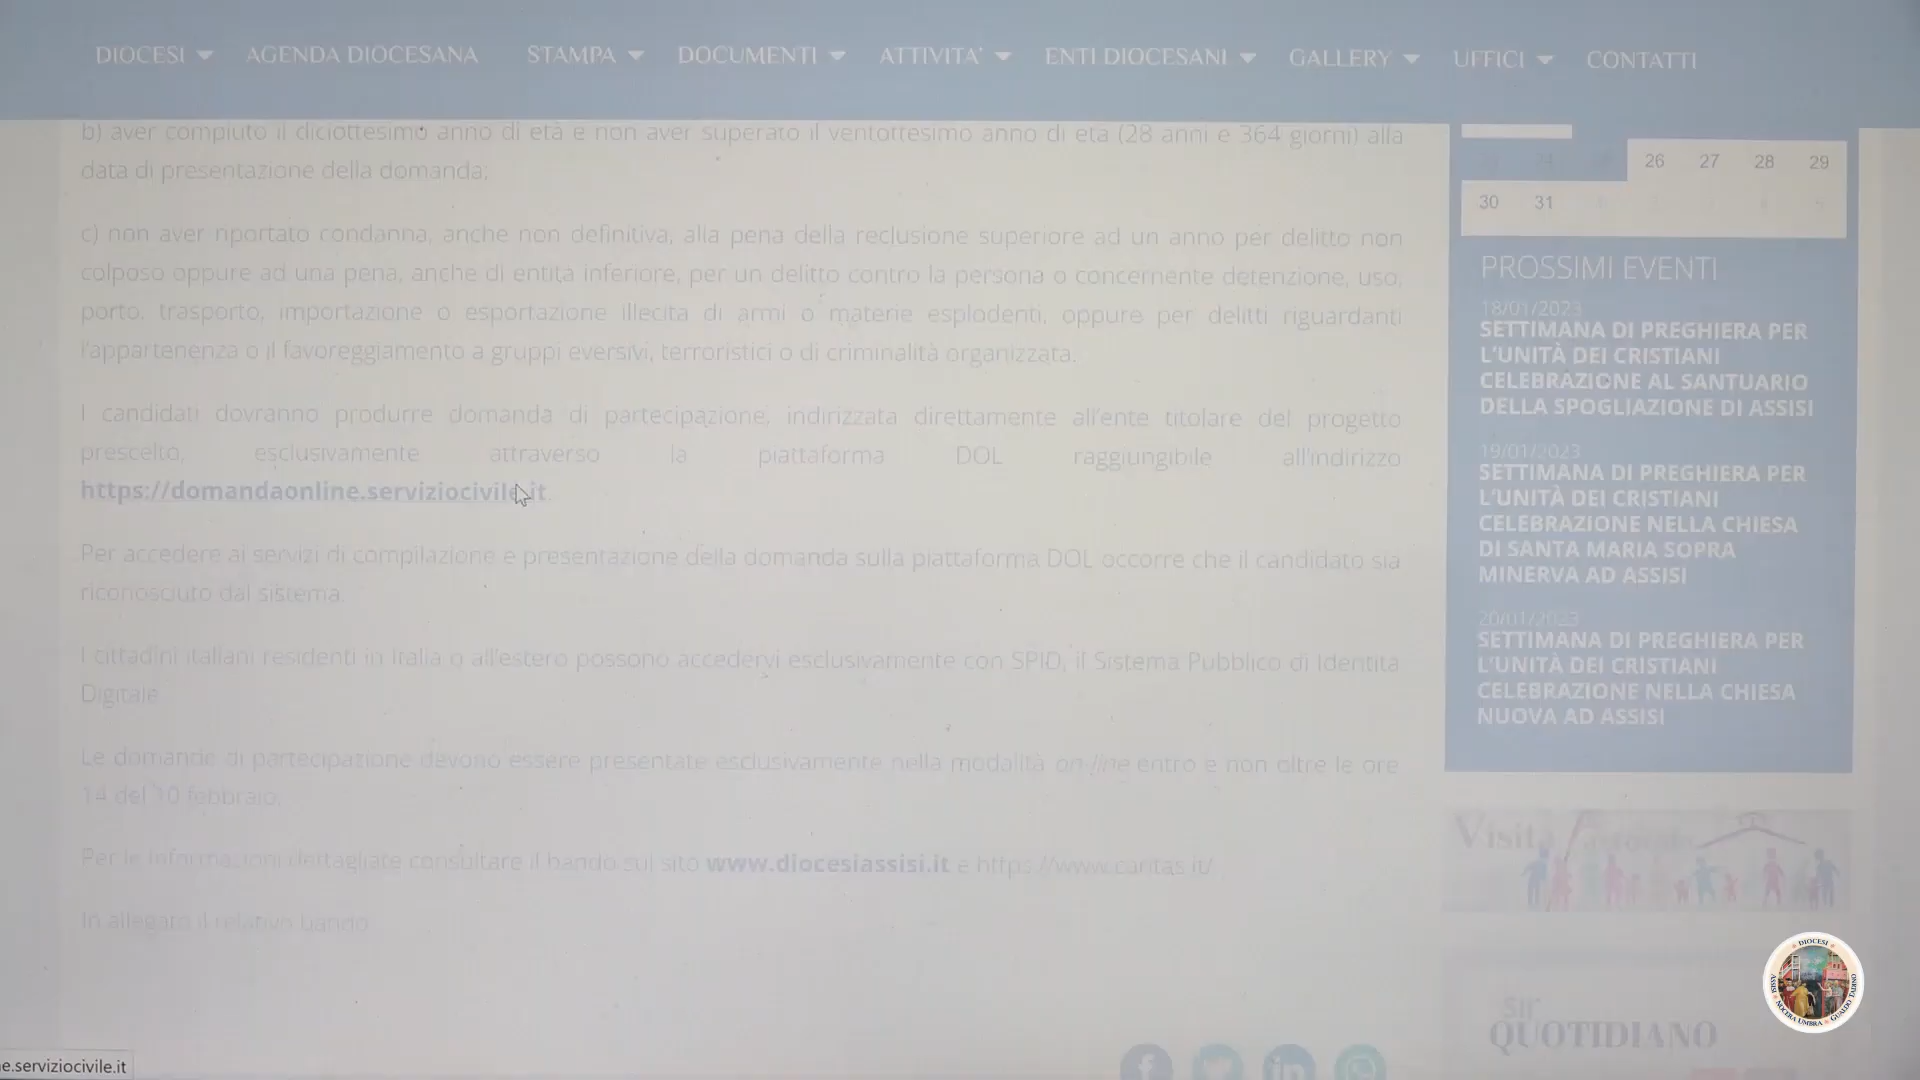 DIOCESI AGENDA DIOCESANA STAMPA DOCUMENTI ATTIVITA' ENTI DIOCESANI GALLERY UFFICI CONTATTI
b) aver compiuto il diciottesimo anno di età e non aver superato il ventottesimo anno di età (28 anni e 364 giorni) alla
data di presentazione della domanda;
c) non aver riportato condanna, anche non definitiva, alla pena della reclusione superiore ad un anno per delitto non
colposo oppure ad una pena, anche di entità inferiore, per un delitto contro la persona o concernente detenzione, uso,
porto, trasporto, importazione o esportazione illecita di armi o materie esplodenti, oppure per delitti riguardanti
l'appartenenza o il favoreggiamento a gruppi eversivi, terroristici o di criminalità organizzata.
I candidati dovranno produrre domanda di partecipazione, indirizzata direttamente all'ente titolare del progetto
prescelto, esclusivamente attraverso la piattaforma DOL raggiungibile all'indirizzo
https://domandaonline.serviziocivile.it
Per accedere ai servizi di compilazione e presentazione della domanda sulla piattaforma DOL occorre che il candidato sia
riconosciuto dal sistema.
I cittadini italiani residenti in Italia o all'estero possono accedervi esclusivamente con SPID, il Sistema Pubblico di Identità
Digitale
Le domande di partecipazione devono essere presentate esclusivamente nella modalità on line entro e non oltre le ore
14 del 10 febbraio.
Per le informazioni dettagliate consultare il bando sul sito www.diocesiassisi.it e https://www.caritas.it/
In allegato il relativo bando
26 27 28 29
30 31
PROSSIMI EVENTI
18/01/2023
SETTIMANA DI PREGHIERA PER
L'UNITÀ DEI CRISTIANI
CELEBRAZIONE AL SANTUARIO
DELLA SPOGLIAZIONE DI ASSISI
19/01/2023
SETTIMANA DI PREGHIERA PER
L'UNITÀ DEI CRISTIANI
CELEBRAZIONE NELLA CHIESA
DI SANTA MARIA SOPRA
MINERVA AD ASSISI
20/01/2023
SETTIMANA DI PREGHIERA PER
L'UNITÀ DEI CRISTIANI
CELEBRAZIONE NELLA CHIESA
NUOVA AD ASSISI
Visita Pastorale
Sir
QUOTIDIANO
DIOCESI
ASSISI NOCERA UMBRA GUALDO TADINO
e.serviziocivile.it